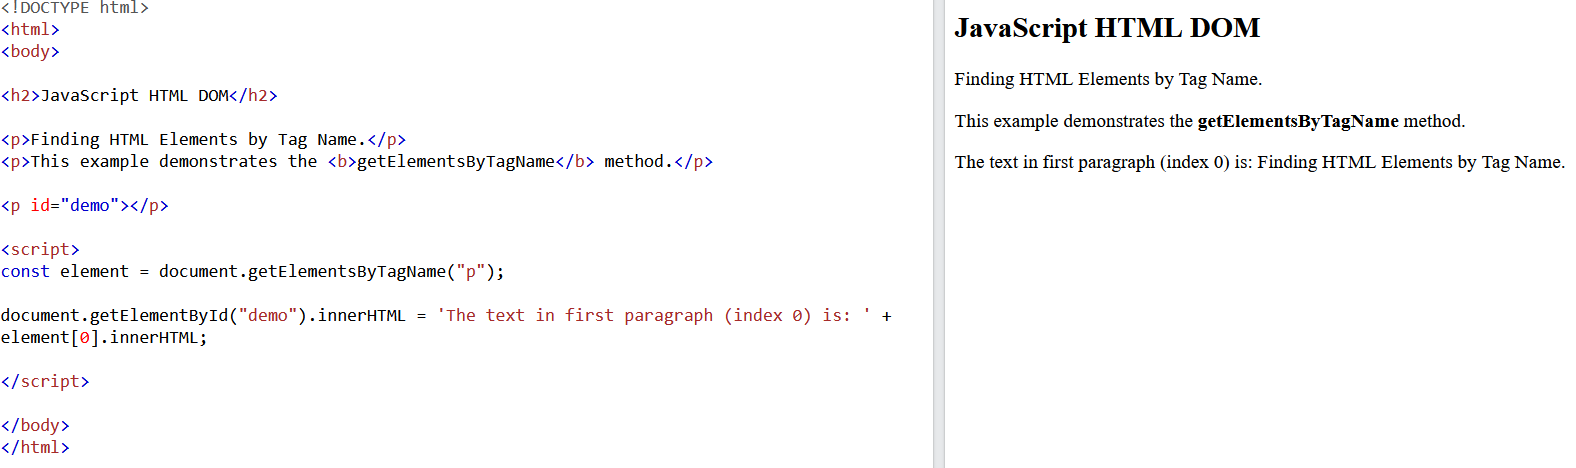 <!DOCTYPE html>
<html>
<body>
<h2>JavaScript HTML DOM</h2>
<p>Finding HTML Elements by Tag Name.</p>
<p>This example demonstrates the <b>getElementsByTagName</b> method.</p>
<p id="demo"></p>
<script>
const element = document.getElementsByTagName("p");
document.getElementById("demo").innerHTML = 'The text in first paragraph (index 0) is: ' +
element[0].innerHTML;
</script>
</body>
</html>
JavaScript HTML DOM
Finding HTML Elements by Tag Name.
This example demonstrates the getElementsByTagName method.
The text in first paragraph (index 0) is: Finding HTML Elements by Tag Name.